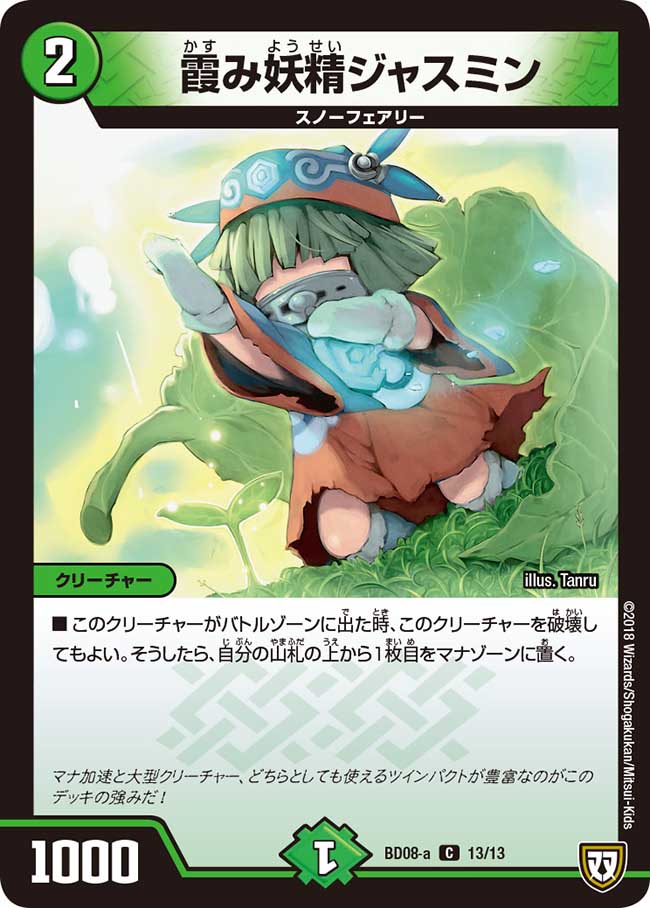 2
かす ようせい
霞み妖精ジャスミン
スノーフェアリー
クリーチャー
illus. Tanru
■ このクリーチャーがバトルゾーンに出た時、このクリーチャーを破壊し
てもよい。そうしたら、自分の山札の上から1枚目をマナゾーンに置く。
マナ加速と大型クリーチャー、どちらとしても使えるツインパクトが豊富なのがこの
デッキの強みだ！
©2018 Wizards/Shogakukan/Mitsui-Kids
1000
1
BD08-a C 13/13